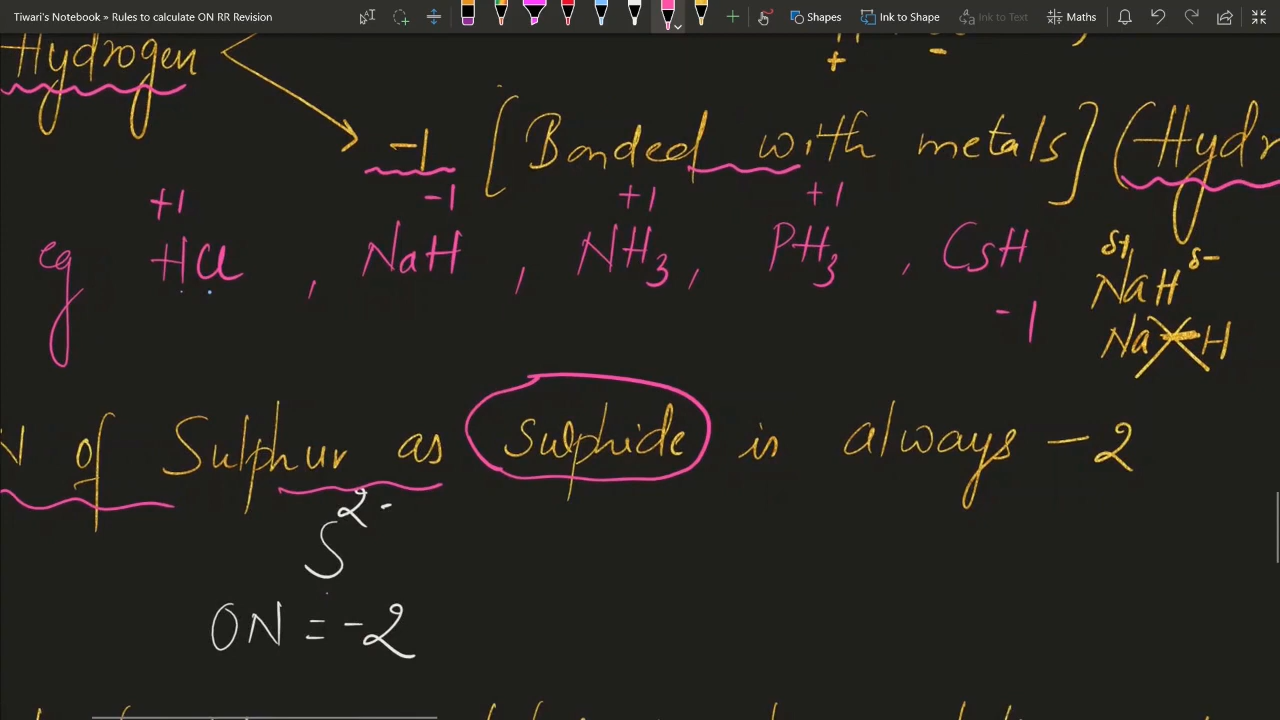 Tiwari's Notebook » Rules to calculate ON RR Revision
Shapes Ink to Shape Ink to Text Maths
Hydrogen
+ -
-1 [Bonded with metals] (Hydr
+1 -1 +1 +1
eg HCl , NaH , NH3 , PH3 , CsH
-1
δ+ δ-
NaH
Na-H
N of Sulphur as Sulphide is always -2
S2-
ON = -2